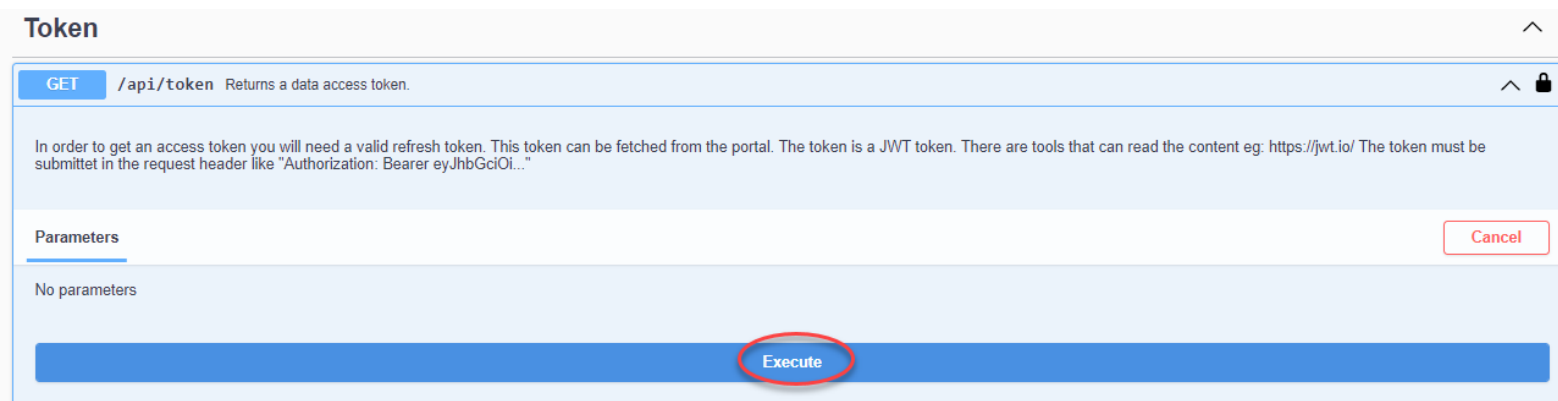 Token
GET /api/token Returns a data access token.
In order to get an access token you will need a valid refresh token. This token can be fetched from the portal. The token is a JWT token. There are tools that can read the content eg: https://jwt.io/ The token must be
submittet in the request header like "Authorization: Bearer eyJhbGciOi..."
Parameters Cancel
No parameters
Execute